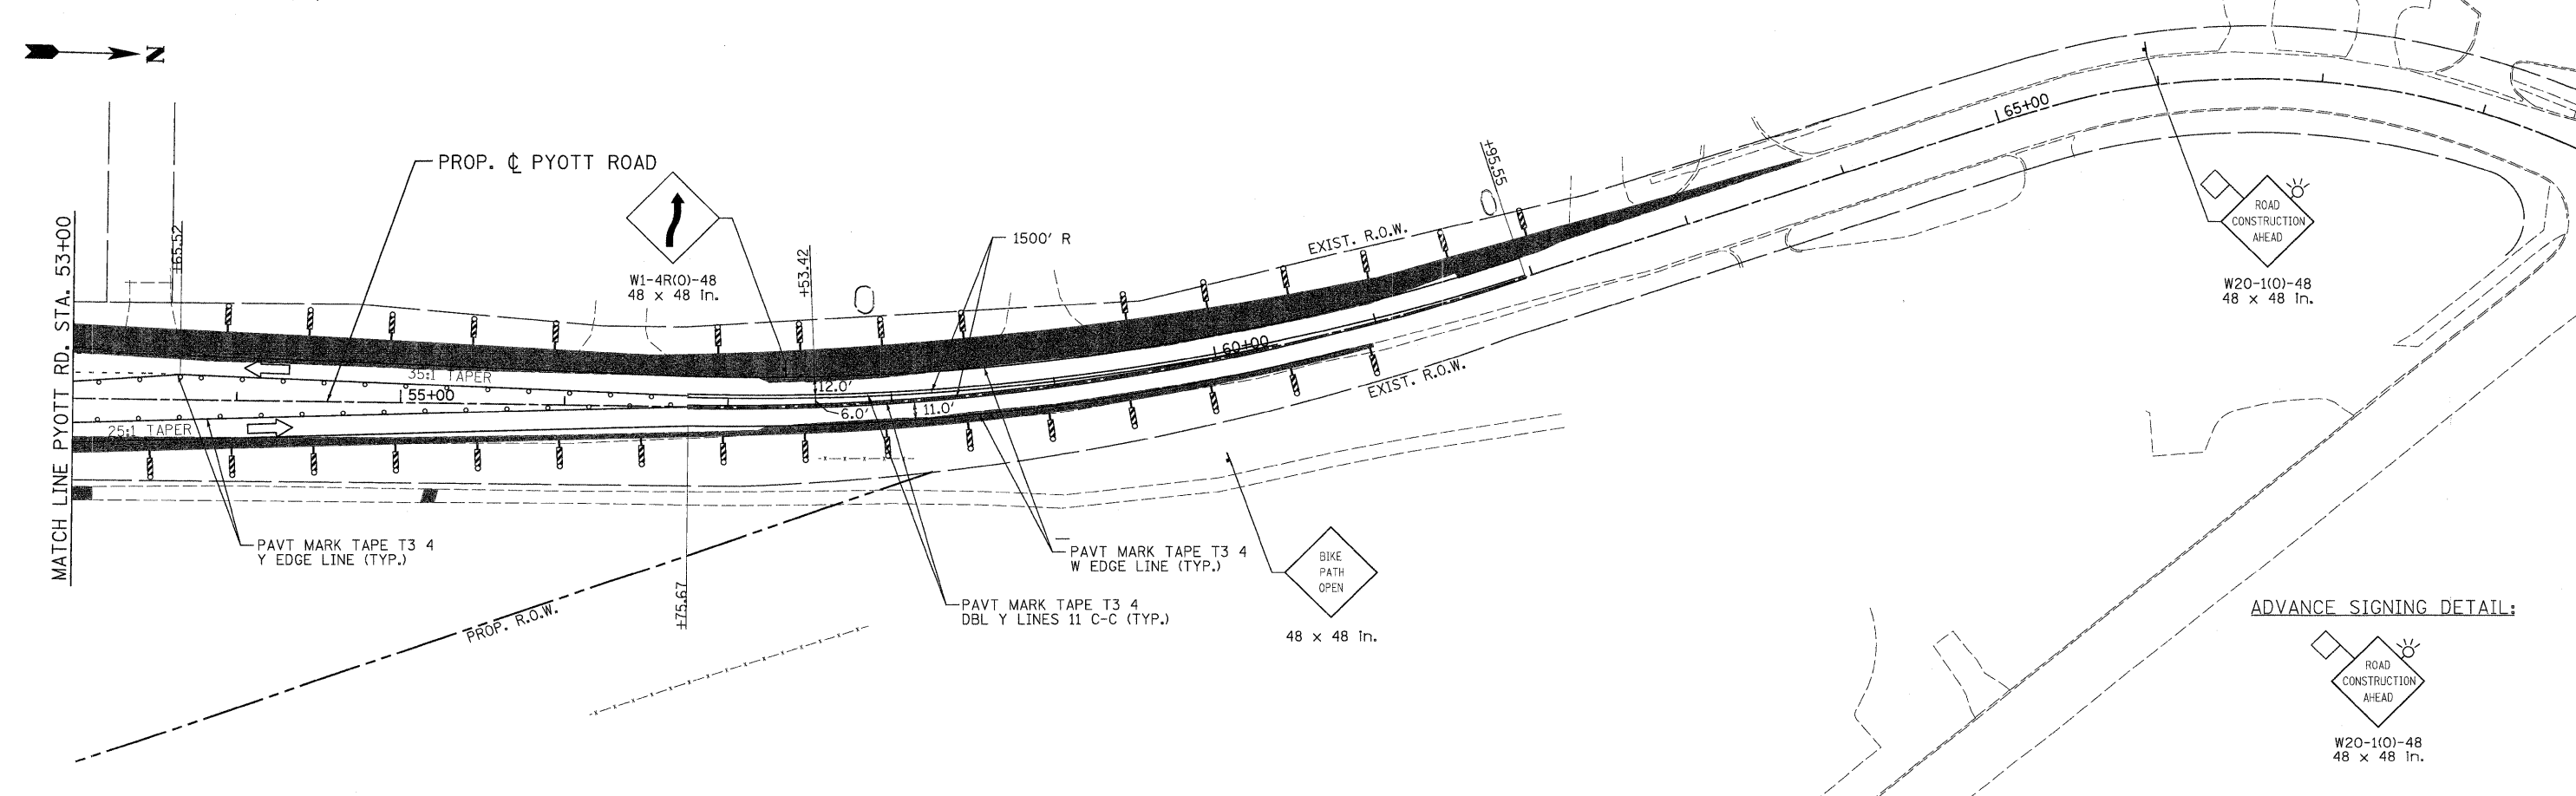 N
MATCH LINE PYOTT RD. STA. 53+00
+65.52
PROP. ℄ PYOTT ROAD
W1-4R(O)-48
48 x 48 In.
+53.42
1500' R
EXIST. R.O.W.
+95.55
65+00
ROAD
CONSTRUCTION
AHEAD
W20-1(O)-48
48 x 48 In.
35:1 TAPER
55+00
25:1 TAPER
12.0'
6.0'
11.0'
60+00
EXIST. R.O.W.
PAVT MARK TAPE T3 4
Y EDGE LINE (TYP.)
+75.67
PROP. R.O.W.
PAVT MARK TAPE T3 4
W EDGE LINE (TYP.)
PAVT MARK TAPE T3 4
DBL Y LINES 11 C-C (TYP.)
BIKE
PATH
OPEN
48 x 48 In.
ADVANCE SIGNING DETAIL:
ROAD
CONSTRUCTION
AHEAD
W20-1(O)-48
48 x 48 In.